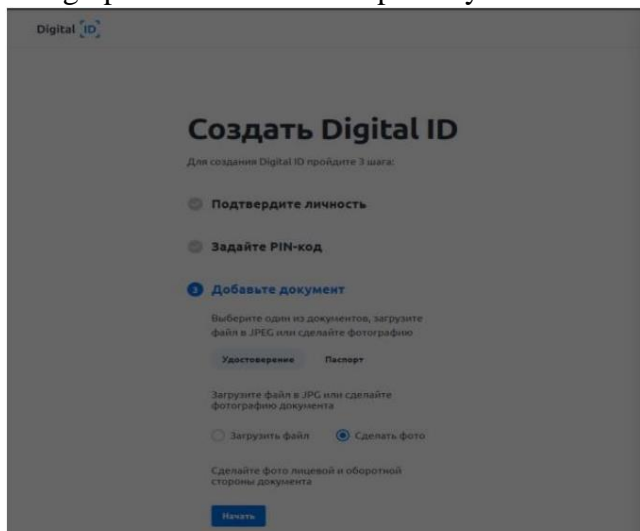 Digital [ID]
Создать Digital ID
Для создания Digital ID пройдите 3 шага:
Подтвердите личность
Задайте PIN-код
3 Добавьте документ
Выберите один из документов, загрузите
файл в JPEG или сделайте фотографию
Удостоверение Паспорт
Загрузите файл в JPG или сделайте
фотографию документа
Загрузить файл Сделать фото
Сделайте фото лицевой и оборотной
стороны документа
Начать